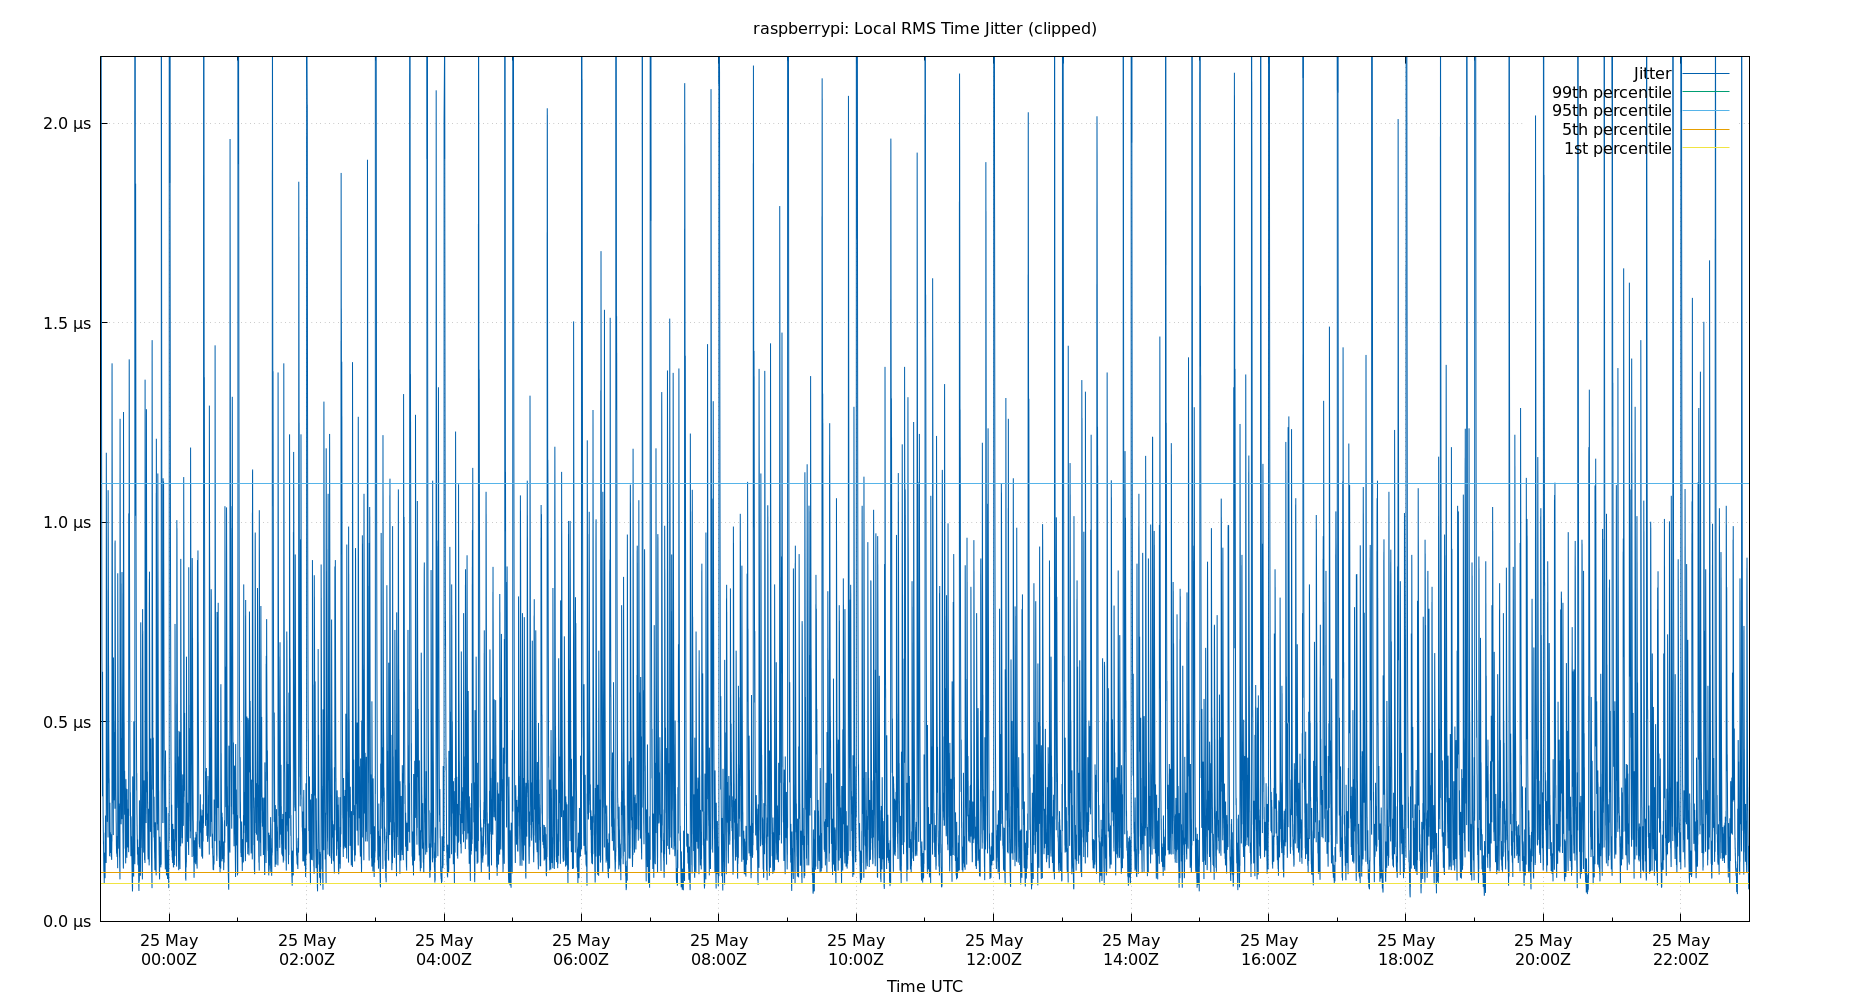 raspberrypi: Local RMS Time Jitter (clipped)
Jitter
99th percentile
95th percentile
5th percentile
1st percentile
2.0 μs
1.5 μs
1.0 μs
0.5 μs
0.0 μs
25 May 25 May 25 May 25 May 25 May 25 May 25 May 25 May 25 May 25 May 25 May 25 May
00:00Z 02:00Z 04:00Z 06:00Z 08:00Z 10:00Z 12:00Z 14:00Z 16:00Z 18:00Z 20:00Z 22:00Z
Time UTC